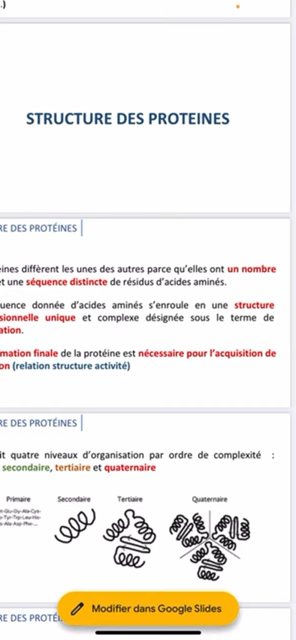 .)
STRUCTURE DES PROTEINES
RE DES PROTÉINES
eines diffèrent les unes des autres parce qu'elles ont un nombre
et une séquence distincte de résidus d'acides aminés.
uence donnée d'acides aminés s'enroule en une structure
sionnelle unique et complexe désignée sous le terme de
ation.
mation finale de la protéine est nécessaire pour l'acquisition de
on (relation structure activité)
RE DES PROTÉINES
it quatre niveaux d'organisation par ordre de complexité :
secondaire, tertiaire et quaternaire
Primaire Secondaire Tertiaire Quaternaire
RE DES PROTÉI
Modifier dans Google Slides